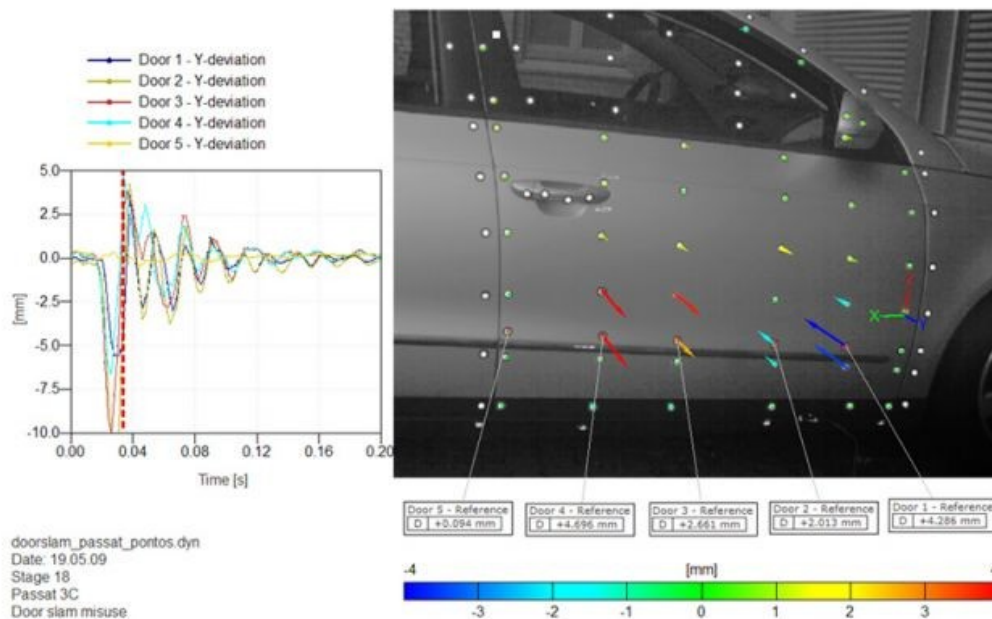 Door 1 - Y-deviation
Door 2 - Y-deviation
Door 3 - Y-deviation
Door 4 - Y-deviation
Door 5 - Y-deviation
5.0
2.5
0.0
-2.5
-5.0
-7.5
-10.0
[mm]
0.00 0.04 0.08 0.12 0.16 0.20
Time [s]
X
Y
Door 5 - Reference
D +0.094 mm
Door 4 - Reference
D +4.696 mm
Door 3 - Reference
D +2.661 mm
Door 2 - Reference
D +2.013 mm
Door 1 - Reference
D +4.286 mm
doorslam_passat_pontos.dyn
Date: 19.05.09
Stage 18
Passat 3C
Door slam misuse
-4 [mm]
-3 -2 -1 0 1 2 3